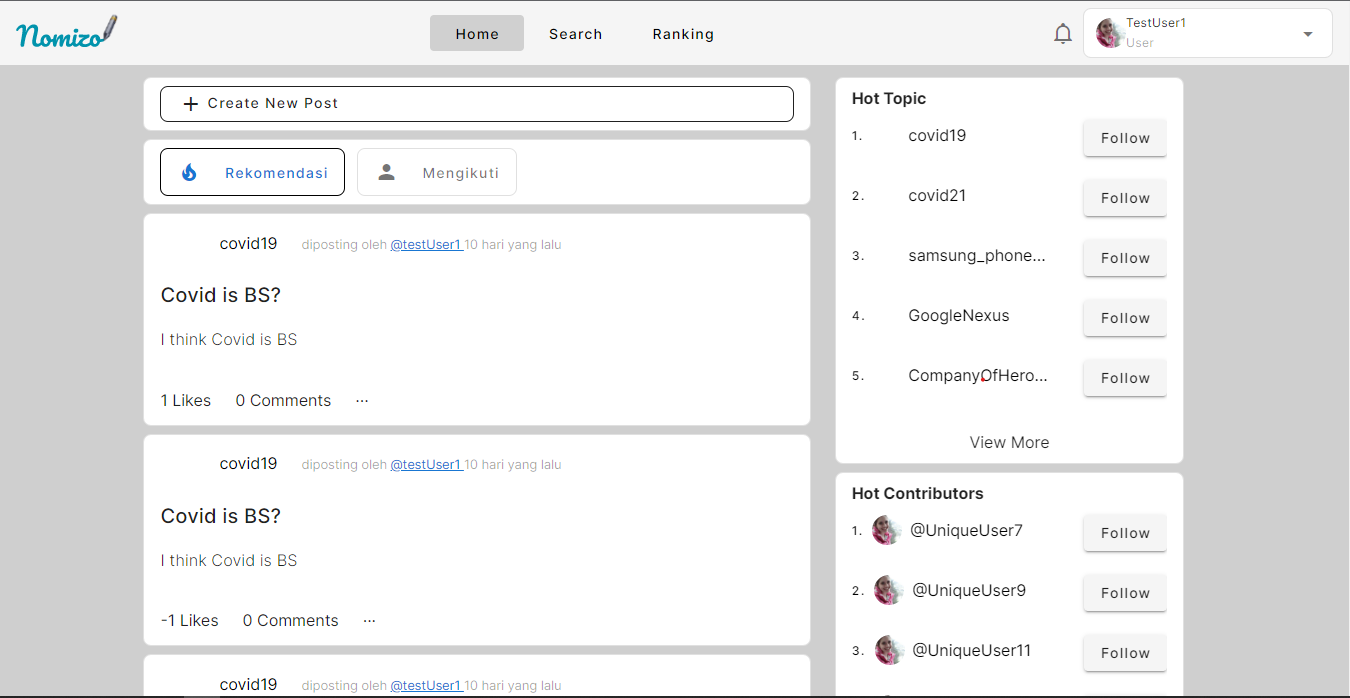 Nomizo
Home
Search
Ranking
TestUser1
User
Create New Post
Rekomendasi
Mengikuti
covid19 diposting oleh @testUser1 10 hari yang lalu
Covid is BS?
I think Covid is BS
1 Likes 0 Comments ...
covid19 diposting oleh @testUser1 10 hari yang lalu
Covid is BS?
I think Covid is BS
-1 Likes 0 Comments ...
covid19 diposting oleh @testUser1 10 hari yang lalu
Hot Topic
1. covid19 Follow
2. covid21 Follow
3. samsung_phone... Follow
4. GoogleNexus Follow
5. CompanyOfHero... Follow
View More
Hot Contributors
1. @UniqueUser7 Follow
2. @UniqueUser9 Follow
3. @UniqueUser11 Follow